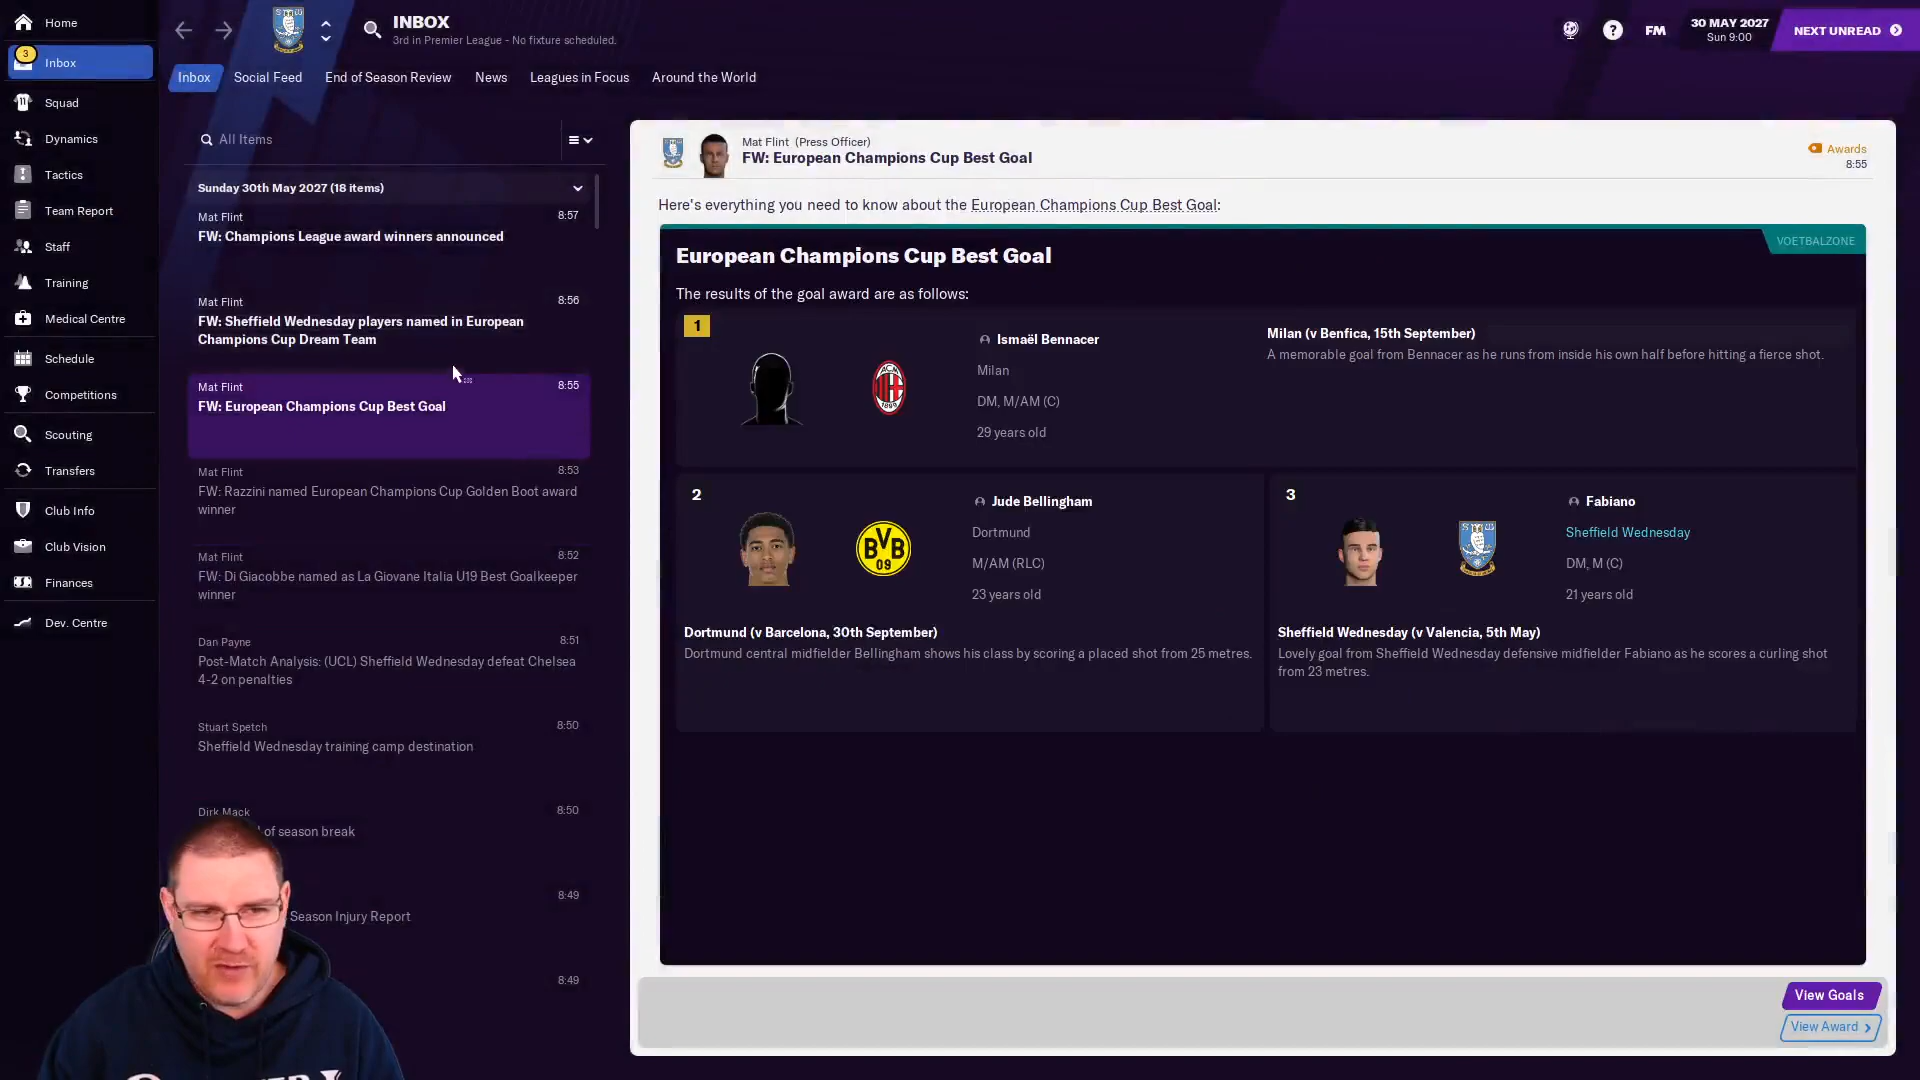 Home
3
Inbox
Squad
Dynamics
Tactics
Team Report
Staff
Training
Medical Centre
Schedule
Competitions
Scouting
Transfers
Club Info
Club Vision
Finances
Dev. Centre
INBOX
3rd in Premier League - No fixture scheduled.
?
FM
30 MAY 2027
Sun 9:00
NEXT UNREAD
Inbox
Social Feed
End of Season Review
News
Leagues in Focus
Around the World
All Items
Sunday 30th May 2027 (18 items)
Mat Flint 8:57
FW: Champions League award winners announced
Mat Flint 8:56
FW: Sheffield Wednesday players named in European
Champions Cup Dream Team
Mat Flint 8:55
FW: European Champions Cup Best Goal
Mat Flint 8:53
FW: Razzini named European Champions Cup Golden Boot award
winner
Mat Flint 8:52
FW: Di Giacobbe named as La Giovane Italia U19 Best Goalkeeper
winner
Dan Payne 8:51
Post-Match Analysis: (UCL) Sheffield Wednesday defeat Chelsea
4-2 on penalties
Stuart Spetch 8:50
Sheffield Wednesday training camp destination
Dirk Mack 8:50
of season break
8:49
Season Injury Report
8:49
Mat Flint (Press Officer)
FW: European Champions Cup Best Goal
Awards
8:55
Here's everything you need to know about the European Champions Cup Best Goal:
VOETBALZONE
European Champions Cup Best Goal
The results of the goal award are as follows:
1
ACM
1899
Ismaël Bennacer
Milan
DM, M/AM (C)
29 years old
Milan (v Benfica, 15th September)
A memorable goal from Bennacer as he runs from inside his own half before hitting a fierce shot.
2
BVB
09
Jude Bellingham
Dortmund
M/AM (RLC)
23 years old
Dortmund (v Barcelona, 30th September)
Dortmund central midfielder Bellingham shows his class by scoring a placed shot from 25 metres.
3
Fabiano
Sheffield Wednesday
DM, M (C)
21 years old
Sheffield Wednesday (v Valencia, 5th May)
Lovely goal from Sheffield Wednesday defensive midfielder Fabiano as he scores a curling shot
from 23 metres.
View Goals
View Award